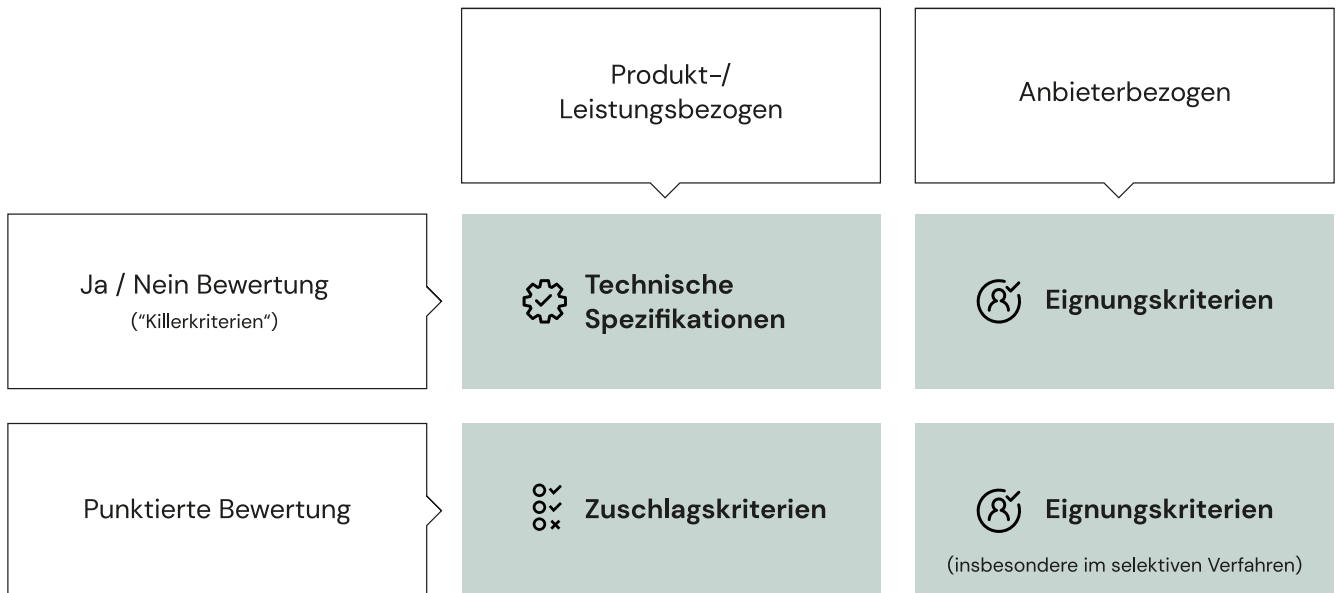 Produkt-/
Leistungsbezogen
Anbieterbezogen
Ja / Nein Bewertung
(“Killerkriterien“)
Technische
Spezifikationen
Eignungskriterien
Punktierte Bewertung
Zuschlagskriterien
Eignungskriterien
(insbesondere im selektiven Verfahren)